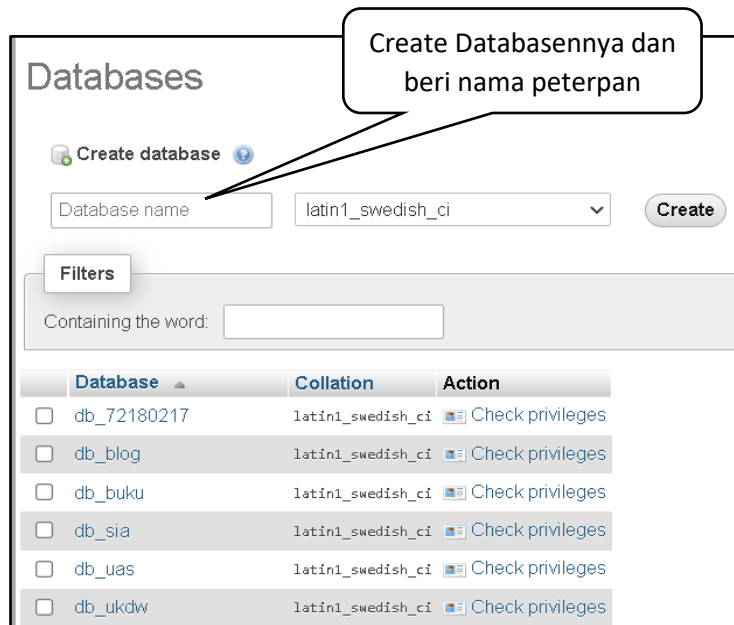 Create Databasennya dan
beri nama peterpan
Databases
Create database
Database name latin1_swedish_ci Create
Filters
Containing the word:
Database Collation Action
db_72180217 latin1_swedish_ci Check privileges
db_blog latin1_swedish_ci Check privileges
db_buku latin1_swedish_ci Check privileges
db_sia latin1_swedish_ci Check privileges
db_uas latin1_swedish_ci Check privileges
db_ukdw latin1_swedish_ci Check privileges